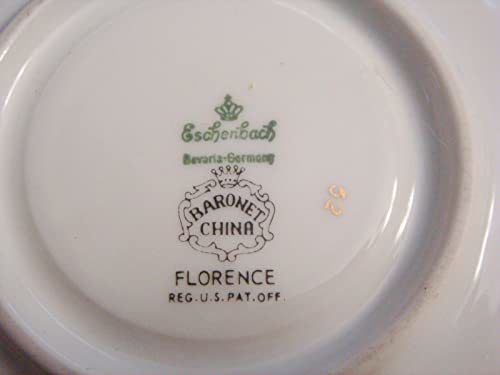 Eschenbach
Bavaria-Germany
BARONET
CHINA
FLORENCE
REG.U.S.PAT.OFF.